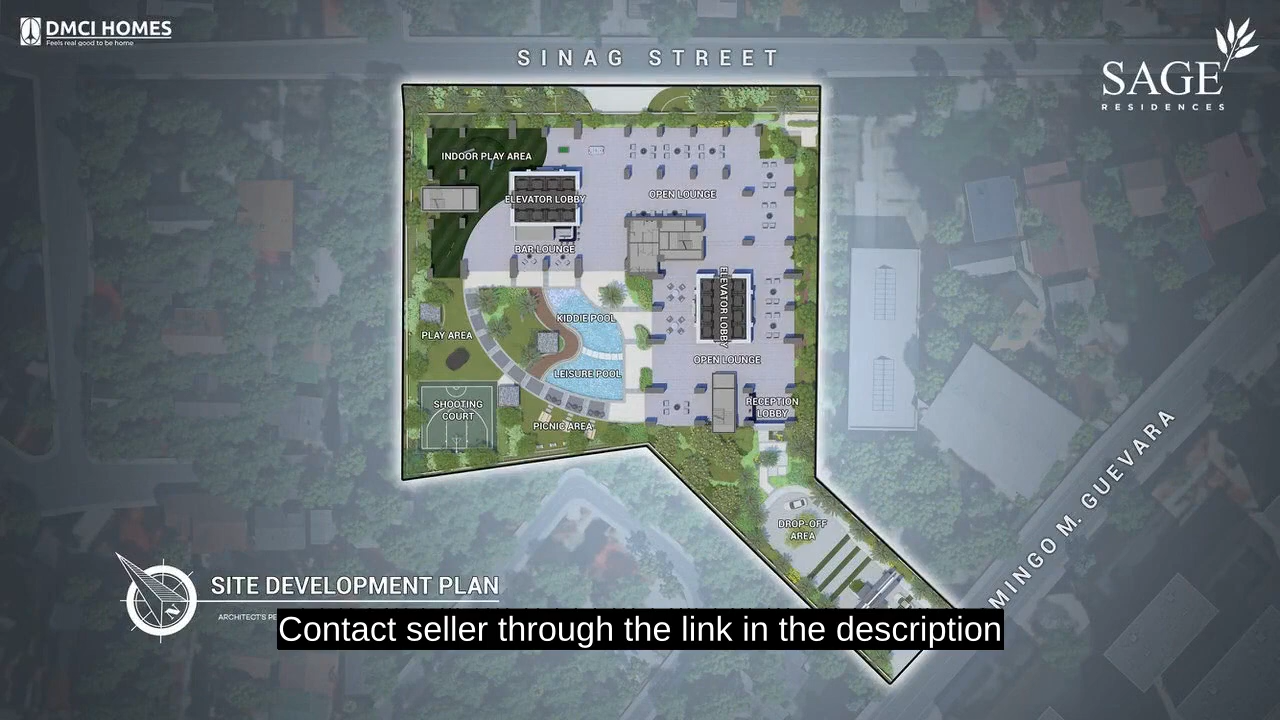 DMCI HOMES
Feels real good to be home
SINAG STREET
SAGE
RESIDENCES
INDOOR PLAY AREA
ELEVATOR LOBBY
OPEN LOUNGE
BAR LOUNGE
ELEVATOR LOBBY
KIDDIE POOL
PLAY AREA
OPEN LOUNGE
LEISURE POOL
SHOOTING
COURT
RECEPTION
LOBBY
PICNIC AREA
DROP-OFF
AREA
MINGO M. GUEVARA
SITE DEVELOPMENT PLAN
ARCHITECT'S
Contact seller through the link in the description